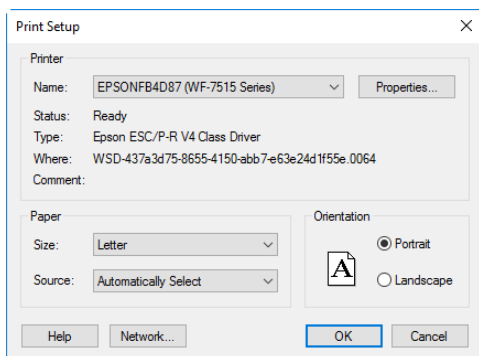 Print Setup
Printer
Name: EPSONFB4D87 (WF-7515 Series) Properties...
Status: Ready
Type: Epson ESC/P-R V4 Class Driver
Where: WSD-437a3d75-8655-4150-abb7-e63e24d1f55e.0064
Comment:
Paper
Size: Letter
Source: Automatically Select
Orientation
A
Portrait
Landscape
Help Network... OK Cancel